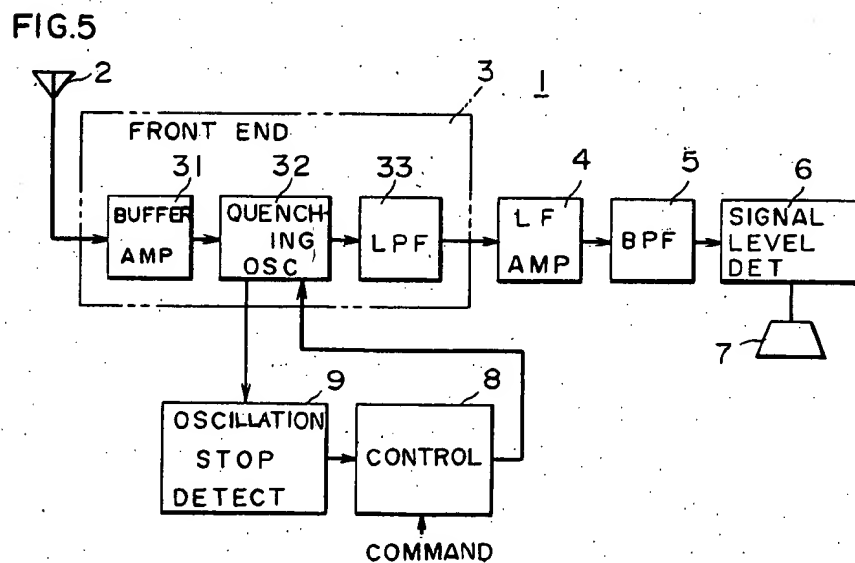 FIG.5
2
3
1
FRONT END
31
32
33
4
5
6
BUFFER
AMP
QUENCH-
ING
OSC
LPF
LF
AMP
BPF
SIGNAL
LEVEL
DET
7
9
8
OSCILLATION
STOP
DETECT
CONTROL
COMMAND